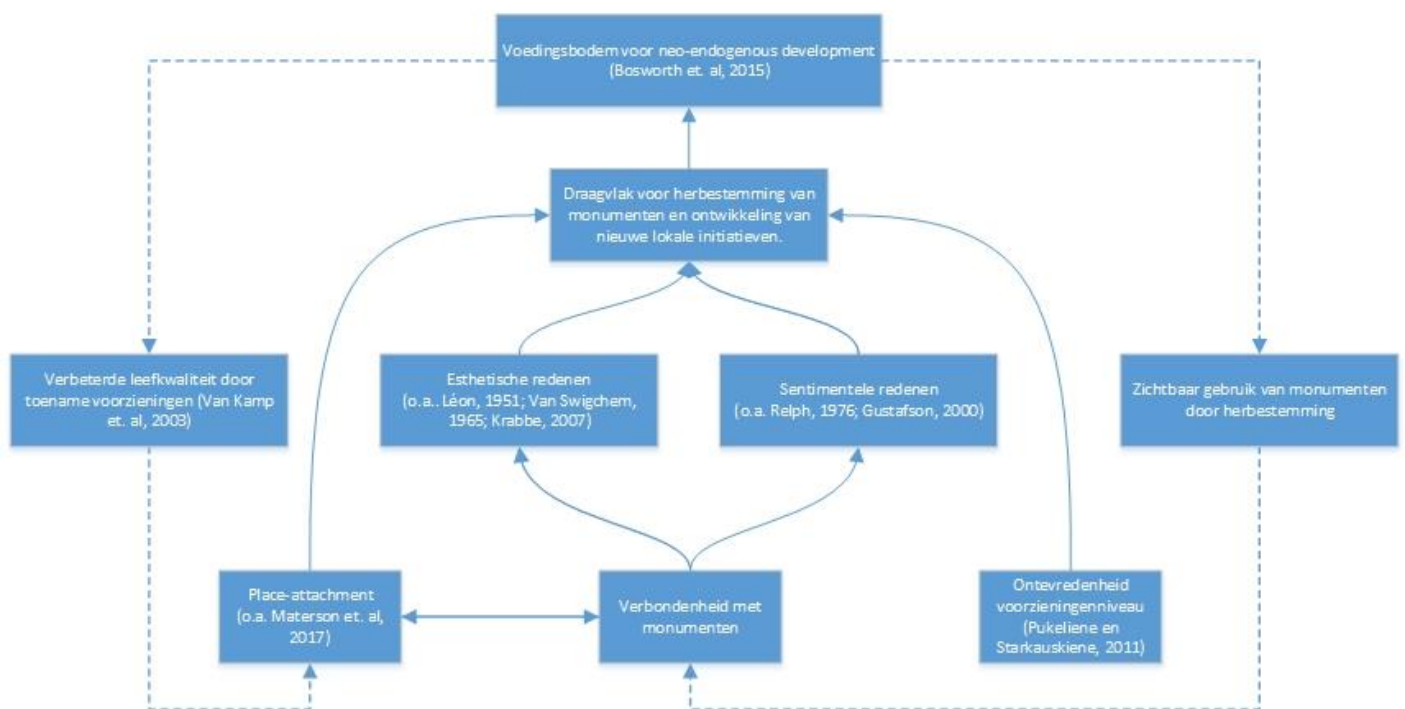 Voedingsbodem voor neo-endogenous development
(Bosworth et. al, 2015)
Draagvlak voor herbestemming van
monumenten en ontwikkeling van
nieuwe lokale initiatieven.
Verbeterde leefkwaliteit door
toename voorzieningen (Van Kamp
et. al, 2003)
Esthetische redenen
(o.a.. Léon, 1951; Van Swigchem,
1965; Krabbe, 2007)
Sentimentele redenen
(o.a. Relph, 1976; Gustafson, 2000)
Zichtbaar gebruik van monumenten
door herbestemming
Place-attachment
(o.a. Materson et. al,
2017)
Verbondenheid met
monumenten
Ontevredenheid
voorzieningenniveau
(Pukeliene en
Starkauskiene, 2011)